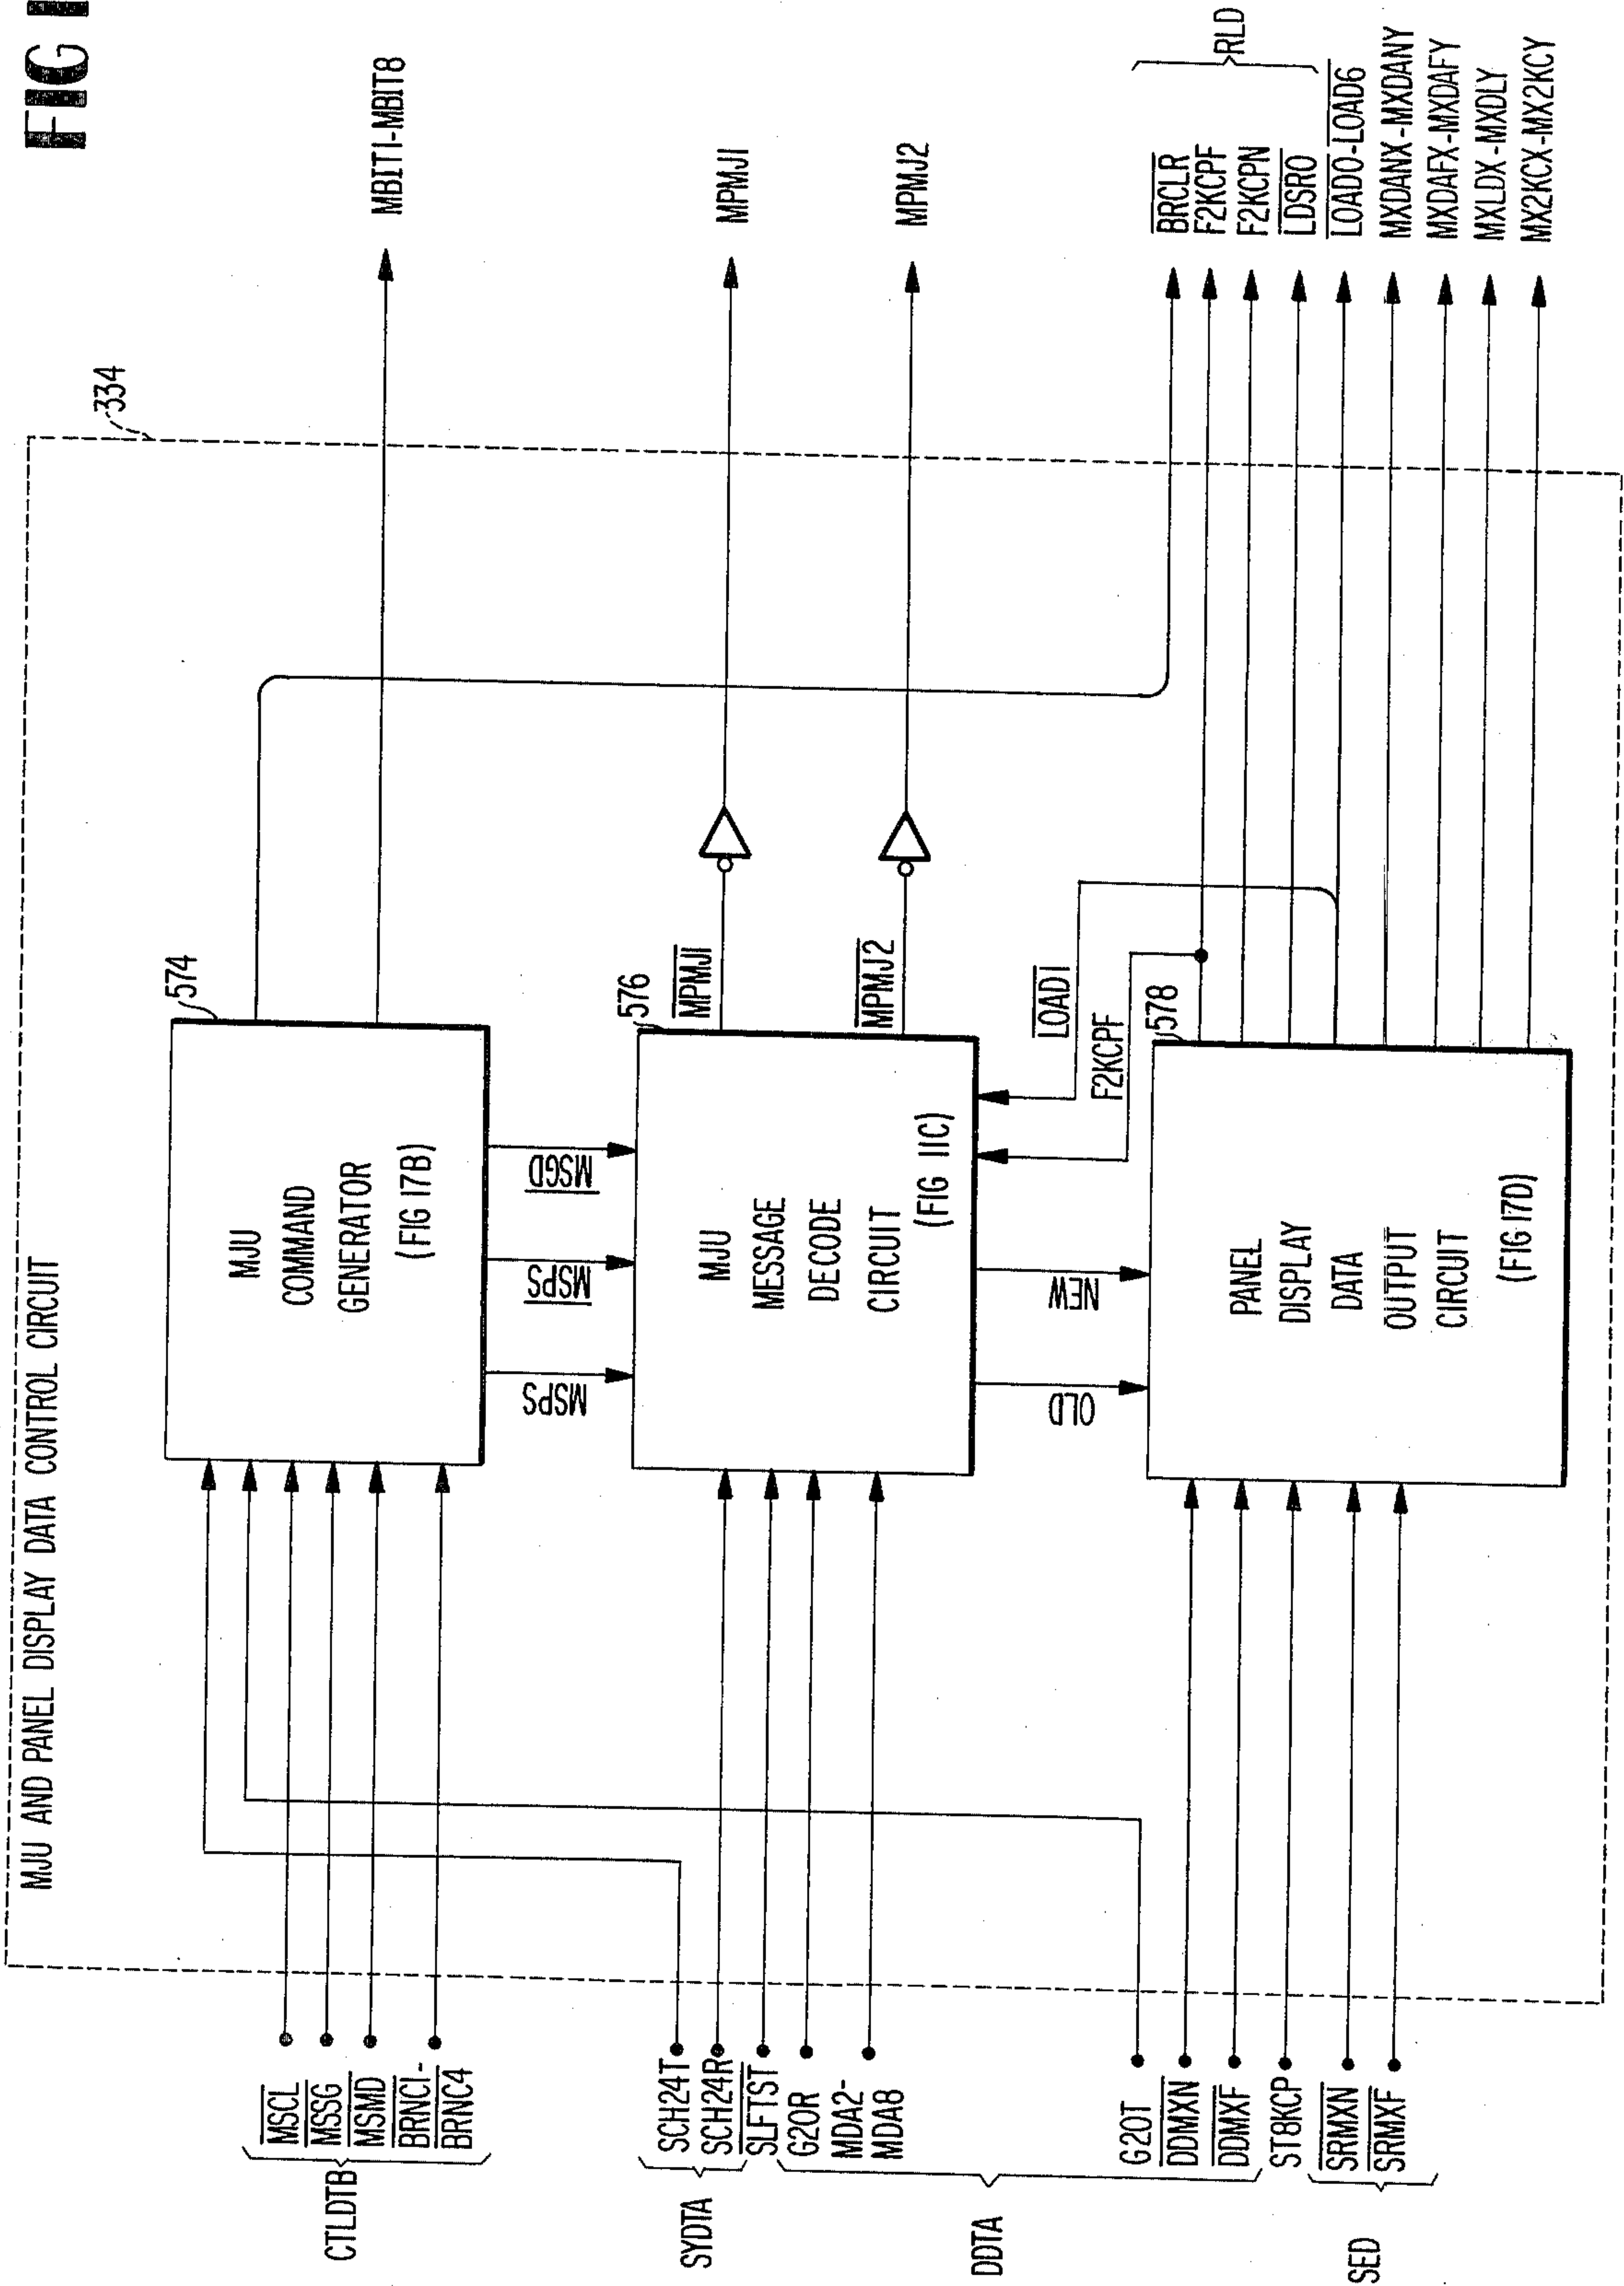 FIG
MJU AND PANEL DISPLAY DATA CONTROL CIRCUIT
334
CTLDTB
MSCL
MSSG
MSMD
BRNC1-
BRNC4
SYDTA
SCH24T
SCH24R
SLFTST
DDTA
G2OR
MDA2-
MDA8
G2OT
DDMXN
DDMXF
ST8KCP
SED
SRMXN
SRMXF
574
MJU
COMMAND
GENERATOR
(FIG 17B)
MSPS
MSPS
MSGD
576
MJU
MESSAGE
DECODE
CIRCUIT
(FIG 11C)
MPMJ1
MPMJ2
OLD
NEW
F2KCPF
LOAD1
578
PANEL
DISPLAY
DATA
OUTPUT
CIRCUIT
(FIG 17D)
MBIT1-MBIT8
MPMJ1
MPMJ2
BRCLR
F2KCPF
F2KCPN
LDSRO
RLD
LOADO-LOAD6
MXDANX-MXDANY
MXDAFX-MXDAFY
MXLDX-MXDLY
MX2KCX-MX2KCY